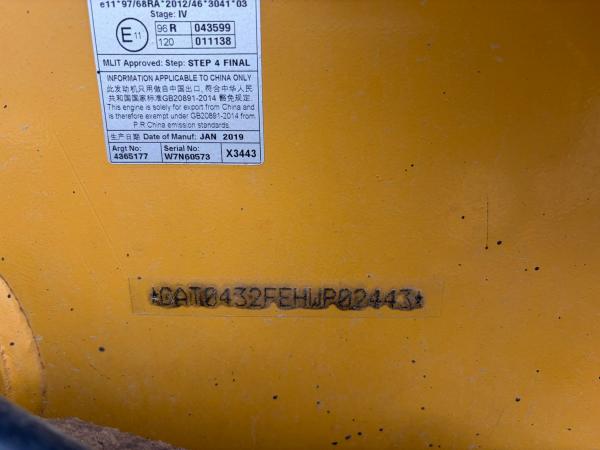 e11*97/68RA*2012/46*3041*03
Stage: IV
E 11
96 R 043599
120 011138
MLIT Approved: Step: STEP 4 FINAL
INFORMATION APPLICABLE TO CHINA ONLY
此发动机只用做自中国出口, 符合中华人民
共和国国家标准GB20891-2014 豁免规定.
This engine is solely for export from China and
is therefore exempt under GB20891-2014 from
P.R.China emission standards.
生产日期 Date of Manuf: JAN 2019
Argt No: Serial No: X3443
4365177 W7N60573
*CAT0432FEHWP02443*